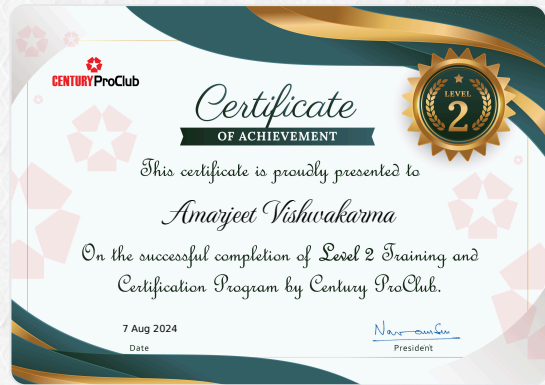 CENTURY ProClub
Certificate
OF ACHIEVEMENT
LEVEL
2
This certificate is proudly presented to
Amarjeet Vishwakarma
On the successful completion of Level 2 Training and
Certification Program by Century ProClub.
7 Aug 2024
Date
President